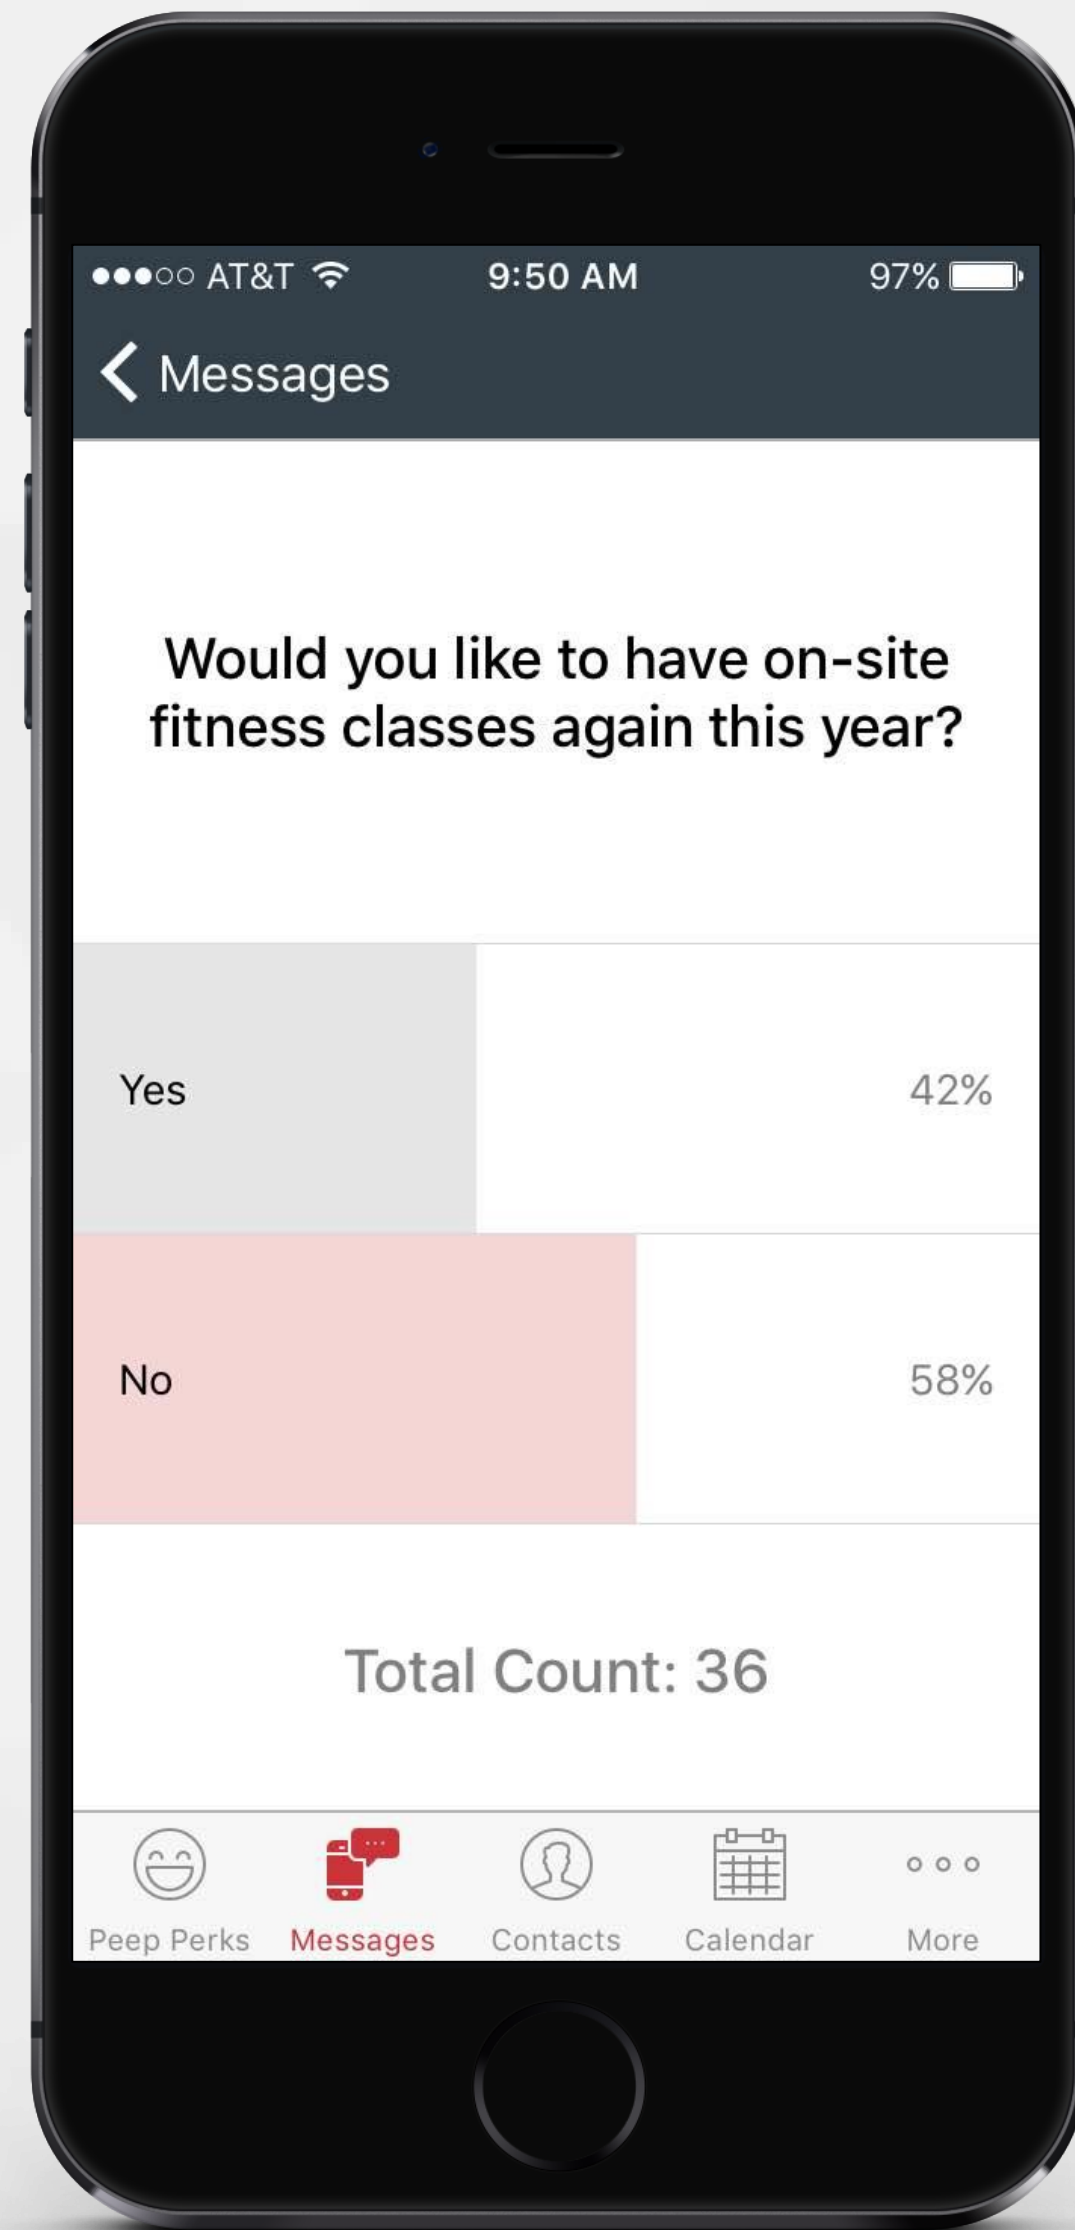 AT&T 9:50 AM 97%
Messages
Would you like to have on-site
fitness classes again this year?
Yes 42%
No 58%
Total Count: 36
Peep Perks Messages Contacts Calendar More